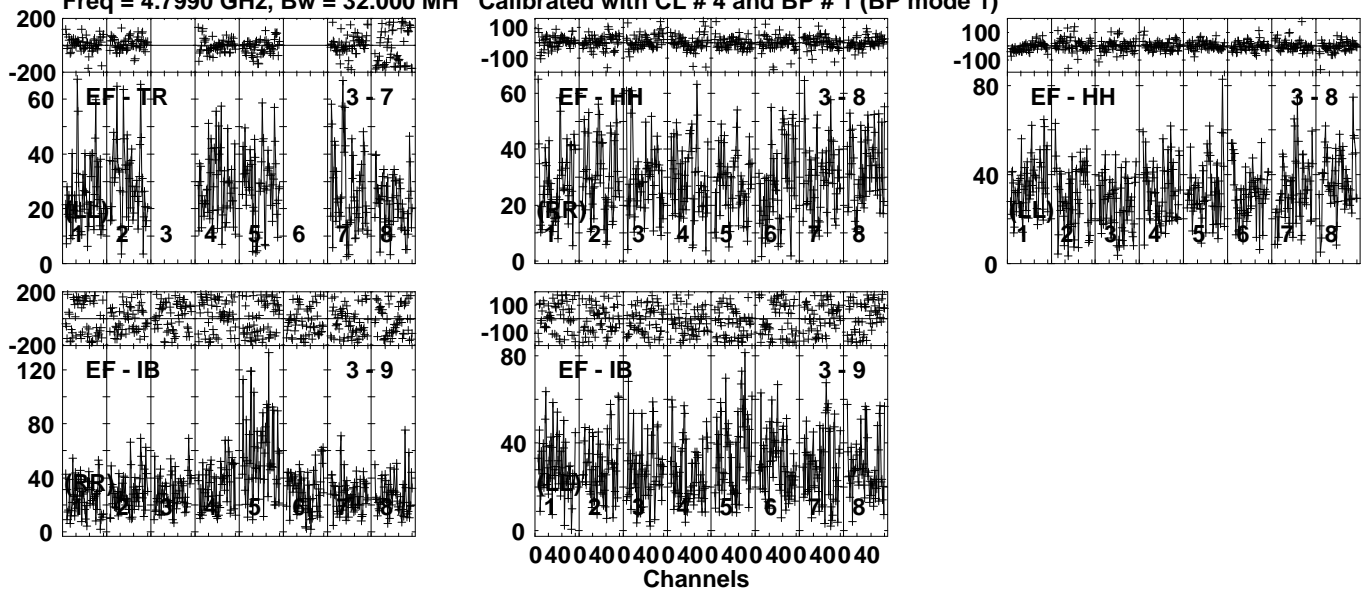 Freq = 4.7990 GHz, Bw = 32.000 MH Calibrated with CL # 4 and BP # 1 (BP mode 1)
200
-200
EF - TR
3 - 7
60
40
20
0
(LL)
1 2 3 4 5 6 7 8
100
-100
EF - HH
3 - 8
60
40
20
0
(RR)
1 2 3 4 5 6 7 8
100
-100
EF - HH
3 - 8
80
40
0
(LL)
1 2 3 4 5 6 7 8
200
-200
EF - IB
3 - 9
120
80
40
0
(RR)
1 2 3 4 5 6 7 8
100
-100
EF - IB
3 - 9
80
40
0
(LL)
1 2 3 4 5 6 7 8
0 40 0 40 0 40 0 40 0 40 0 40 0 40 0 40
Channels